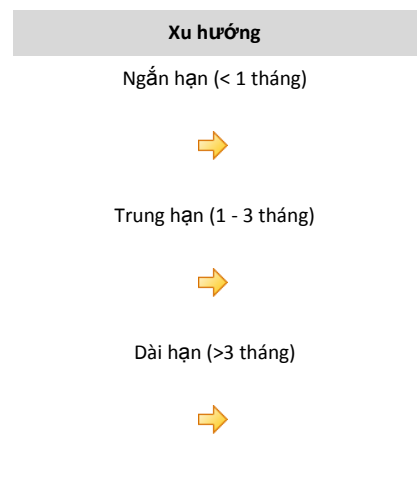 Xu hướng
Ngắn hạn (< 1 tháng)
Trung hạn (1 - 3 tháng)
Dài hạn (>3 tháng)